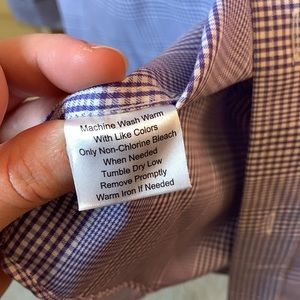 Machine Wash Warm
With Like Colors
Only Non-Chlorine Bleach
When Needed
Tumble Dry Low
Remove Promptly
Warm Iron If Needed